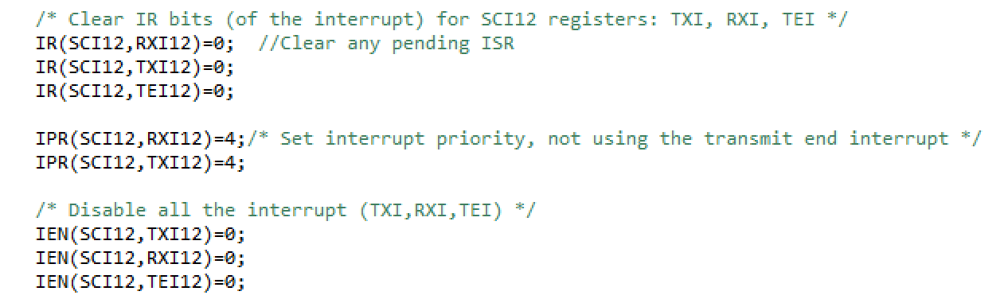 /* Clear IR bits (of the interrupt) for SCI12 registers: TXI, RXI, TEI */
IR(SCI12,RXI12)=0;  //Clear any pending ISR
IR(SCI12,TXI12)=0;
IR(SCI12,TEI12)=0;
IPR(SCI12,RXI12)=4;/* Set interrupt priority, not using the transmit end interrupt */
IPR(SCI12,TXI12)=4;
/* Disable all the interrupt (TXI,RXI,TEI) */
IEN(SCI12,TXI12)=0;
IEN(SCI12,RXI12)=0;
IEN(SCI12,TEI12)=0;